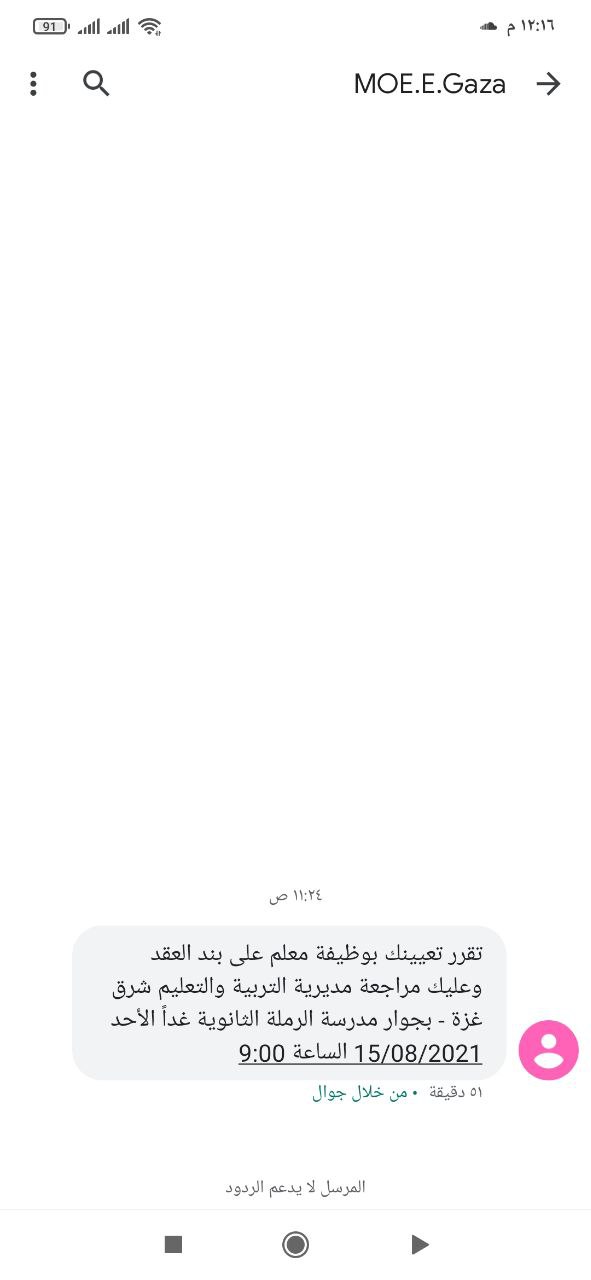 ١٢:١٦ م
91
MOE.E.Gaza
١١:٢٤ ص
تقرر تعيينك بوظيفة معلم على بند العقد
وعليك مراجعة مديرية التربية والتعليم شرق
غزة - بجوار مدرسة الرملة الثانوية غداً الأحد
15/08/2021 الساعة 9:00
٥١ دقيقة • من خلال جوال
المرسل لا يدعم الردود